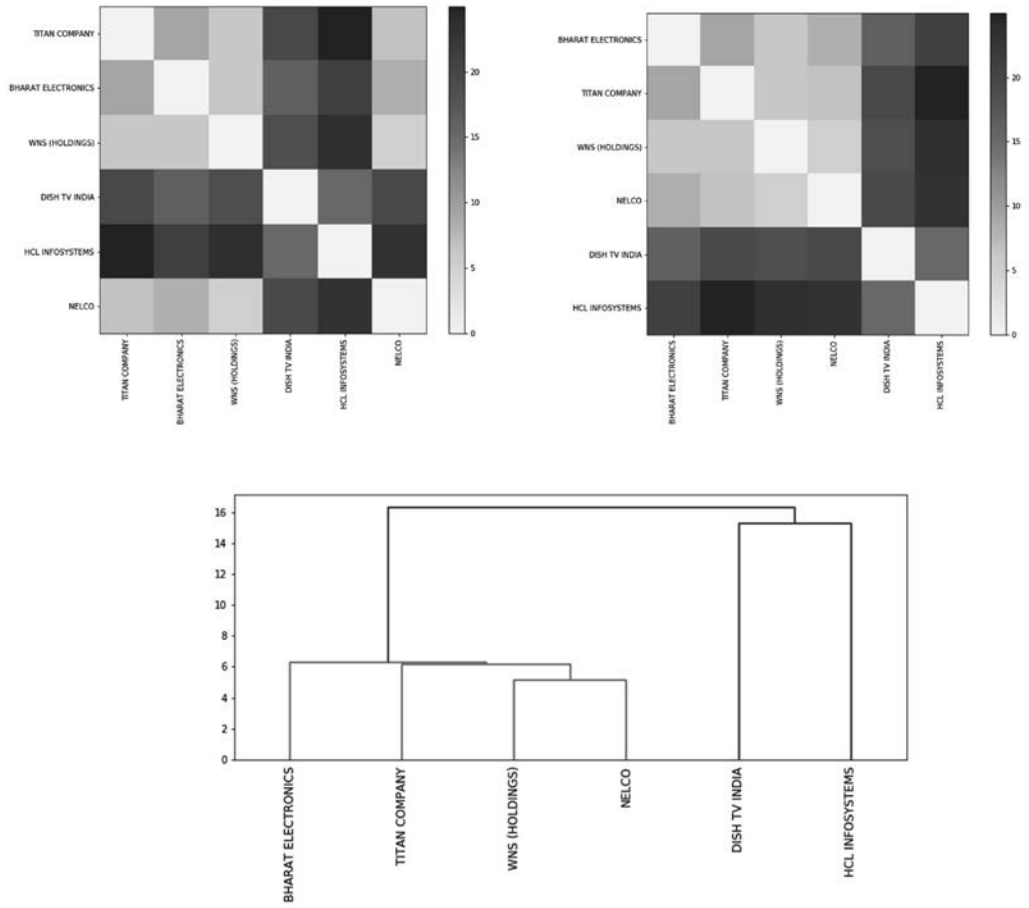 TITAN COMPANY
BHARAT ELECTRONICS
WNS (HOLDINGS)
DISH TV INDIA
HCL INFOSYSTEMS
NELCO
TITAN COMPANY
BHARAT ELECTRONICS
WNS (HOLDINGS)
DISH TV INDIA
HCL INFOSYSTEMS
NELCO
20
15
10
5
0
BHARAT ELECTRONICS
TITAN COMPANY
WNS (HOLDINGS)
NELCO
DISH TV INDIA
HCL INFOSYSTEMS
BHARAT ELECTRONICS
TITAN COMPANY
WNS (HOLDINGS)
NELCO
DISH TV INDIA
HCL INFOSYSTEMS
20
15
10
5
0
16
14
12
10
8
6
4
2
0
BHARAT ELECTRONICS
TITAN COMPANY
WNS (HOLDINGS)
NELCO
DISH TV INDIA
HCL INFOSYSTEMS